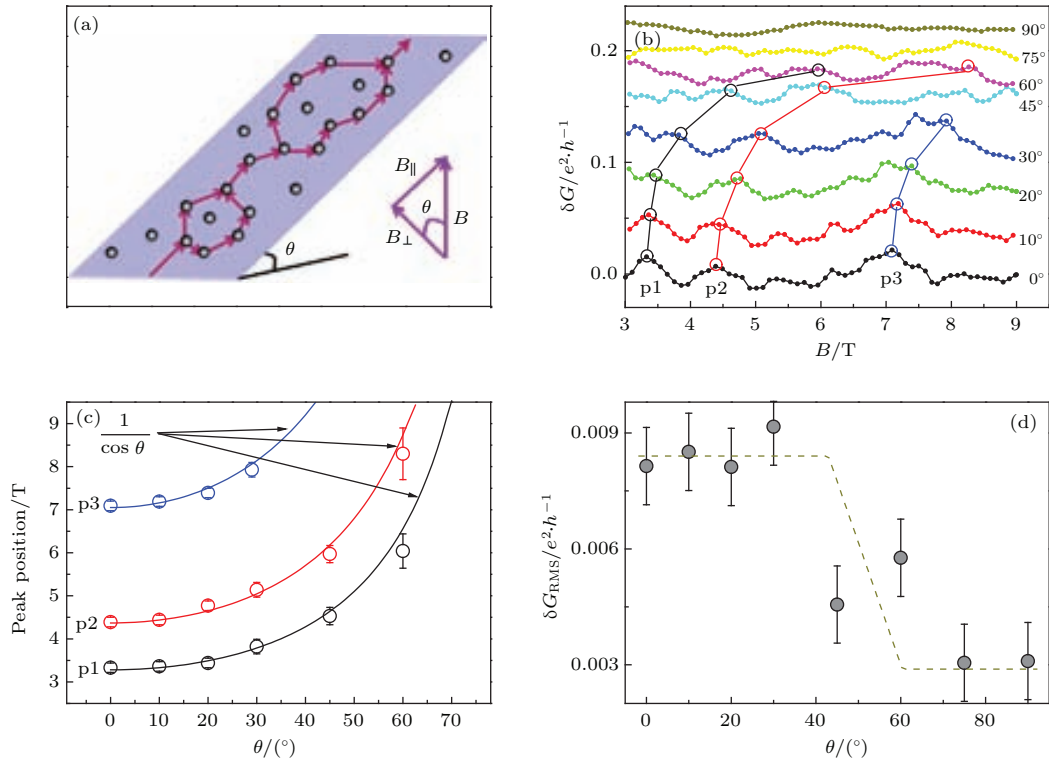 (a)
B∥
θ
B
B⊥
θ
(b)
δG/e²·h⁻¹
0.2
0.1
0.0
90°
75°
60°
45°
30°
20°
10°
0°
p1
p2
p3
3
4
5
6
7
8
9
B/T
(c)
1
cos θ
Peak position/T
9
8
7
6
5
4
3
p3
p2
p1
0
10
20
30
40
50
60
70
θ/(°)
(d)
δG_RMS/e²·h⁻¹
0.009
0.006
0.003
0
20
40
60
80
θ/(°)